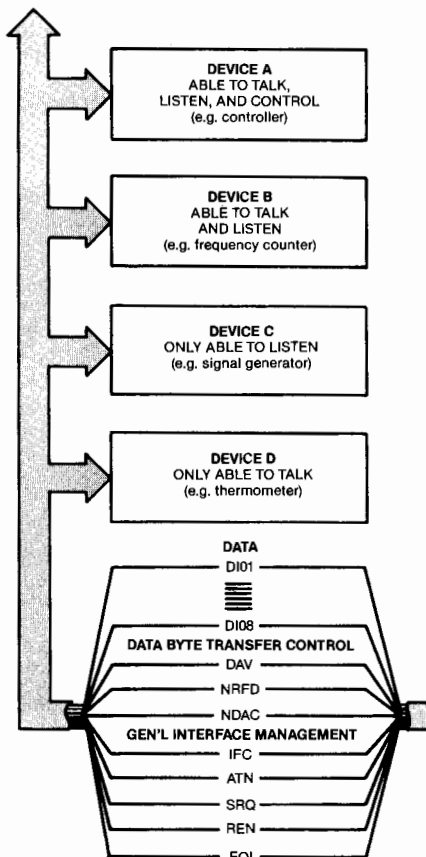 DEVICE A
ABLE TO TALK,
LISTEN, AND CONTROL
(e.g. controller)
DEVICE B
ABLE TO TALK
AND LISTEN
(e.g. frequency counter)
DEVICE C
ONLY ABLE TO LISTEN
(e.g. signal generator)
DEVICE D
ONLY ABLE TO TALK
(e.g. thermometer)
DATA
DI01
DI08
DATA BYTE TRANSFER CONTROL
DAV
NRFD
NDAC
GEN'L INTERFACE MANAGEMENT
IFC
ATN
SRQ
REN
EOI